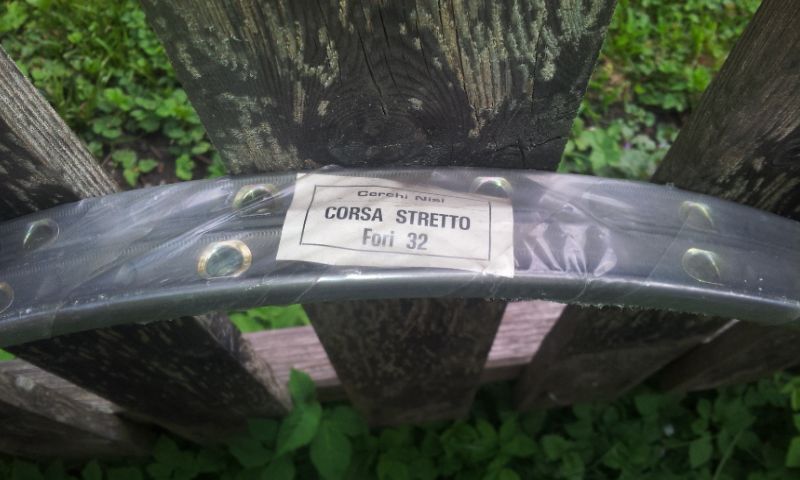 Cerchi Nisi
CORSA STRETTO
Fori 32